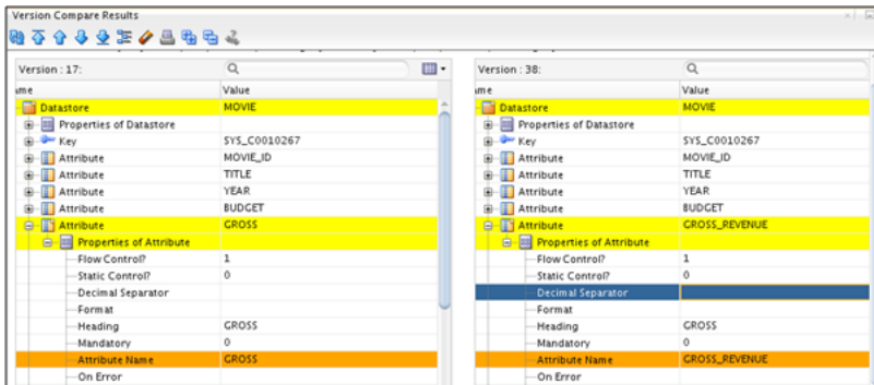 Version Compare Results
Version : 17:
me Value
Datastore MOVIE
Properties of Datastore
Key SYS_C0010267
Attribute MOVIE_ID
Attribute TITLE
Attribute YEAR
Attribute BUDGET
Attribute GROSS
Properties of Attribute
Flow Control? 1
Static Control? 0
Decimal Separator
Format
Heading GROSS
Mandatory 0
Attribute Name GROSS
On Error
Version : 38:
me Value
Datastore MOVIE
Properties of Datastore
Key SYS_C0010267
Attribute MOVIE_ID
Attribute TITLE
Attribute YEAR
Attribute BUDGET
Attribute GROSS_REVENUE
Properties of Attribute
Flow Control? 1
Static Control? 0
Decimal Separator
Format
Heading GROSS
Mandatory 0
Attribute Name GROSS_REVENUE
On Error